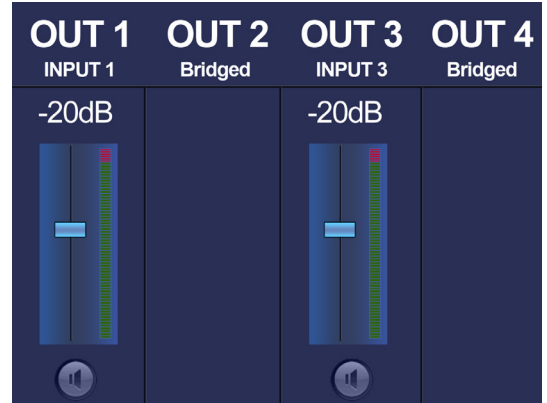 OUT 1 OUT 2 OUT 3 OUT 4
INPUT 1 Bridged INPUT 3 Bridged
-20dB -20dB